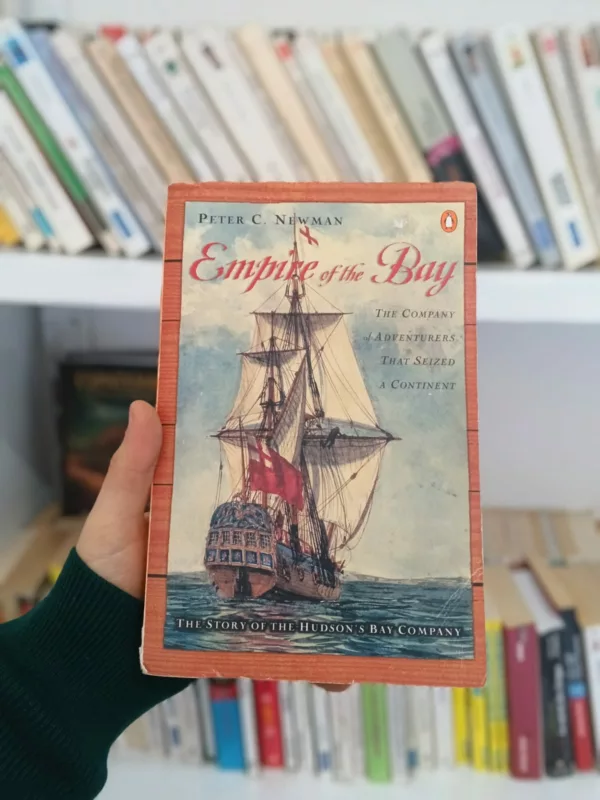 PETER C. NEWMAN
Empire of the Bay
THE COMPANY
of ADVENTURERS
THAT SEIZED
A CONTINENT
THE STORY OF THE HUDSON'S BAY COMPANY